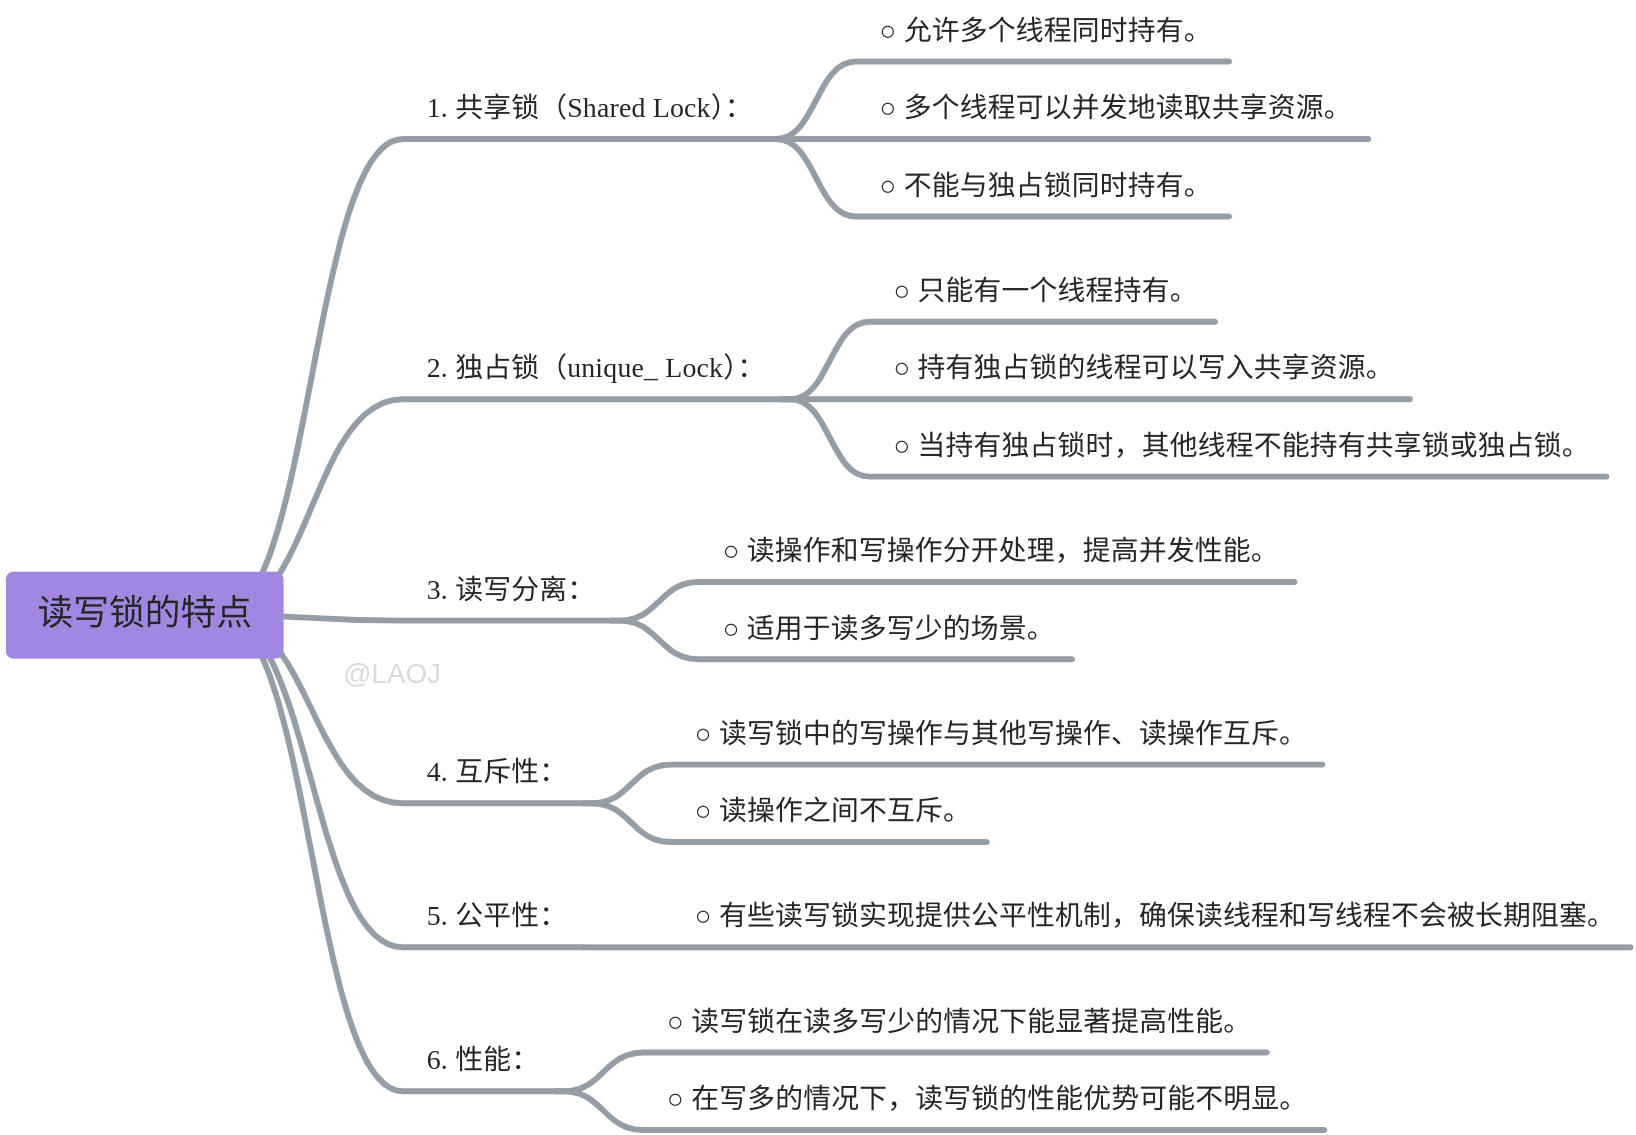 读写锁的特点
1. 共享锁（Shared Lock）：
○ 允许多个线程同时持有。
○ 多个线程可以并发地读取共享资源。
○ 不能与独占锁同时持有。
2. 独占锁（unique_ Lock）：
○ 只能有一个线程持有。
○ 持有独占锁的线程可以写入共享资源。
○ 当持有独占锁时，其他线程不能持有共享锁或独占锁。
3. 读写分离：
○ 读操作和写操作分开处理，提高并发性能。
○ 适用于读多写少的场景。
@LAOJ
4. 互斥性：
○ 读写锁中的写操作与其他写操作、读操作互斥。
○ 读操作之间不互斥。
5. 公平性：
○ 有些读写锁实现提供公平性机制，确保读线程和写线程不会被长期阻塞。
6. 性能：
○ 读写锁在读多写少的情况下能显著提高性能。
○ 在写多的情况下，读写锁的性能优势可能不明显。